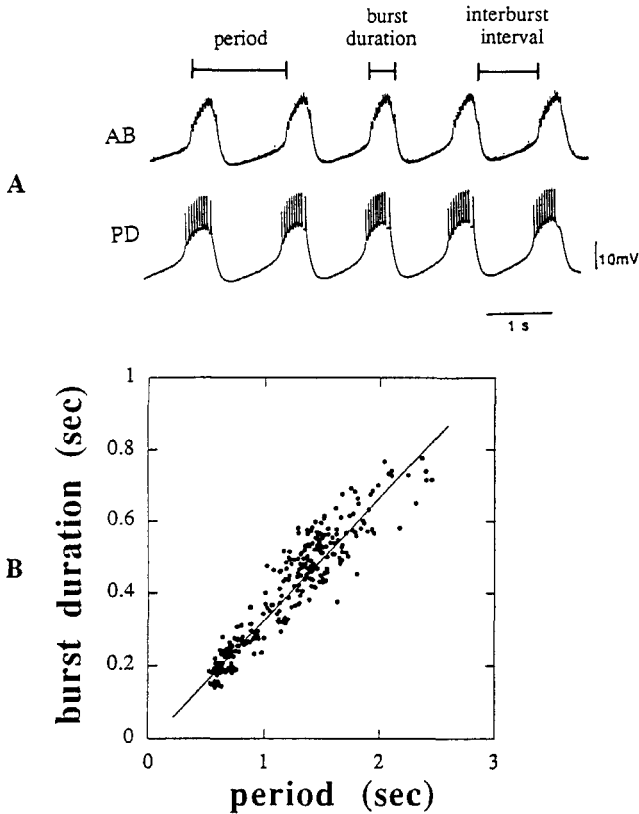 burst
interburst
period
duration
interval
AB
A
PD
10mV
1 s
1
0.8
0.6
0.4
0.2
0
B
burst duration (sec)
0 1 2 3
period (sec)